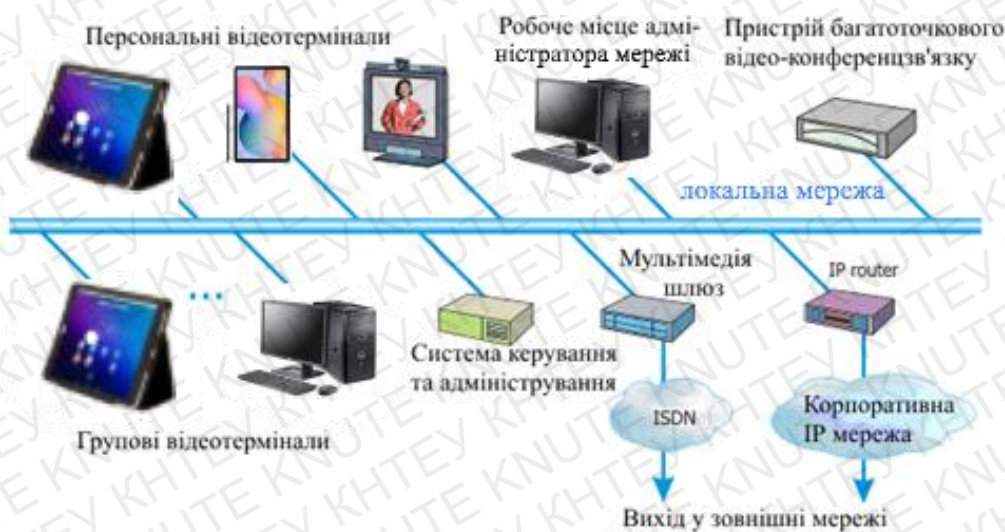 Персональні відеотермінали
Робоче місце адмі-
ністратора мережі
Пристрій багатоточкового
відео-конференцзв'язку
локальна мережа
Мультімедія
шлюз
IP router
Система керування
та адміністрування
Групові відеотермінали
ISDN
Корпоративна
IP мережа
Вихід у зовнішні мережі